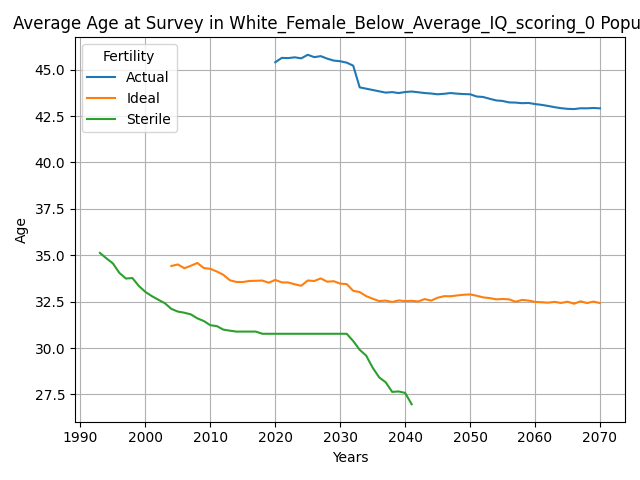 Average Age at Survey in White_Female_Below_Average_IQ_scoring_0 Popu
Fertility
Actual
Ideal
Sterile
45.0
42.5
40.0
37.5
35.0
32.5
30.0
27.5
Age
1990 2000 2010 2020 2030 2040 2050 2060 2070
Years